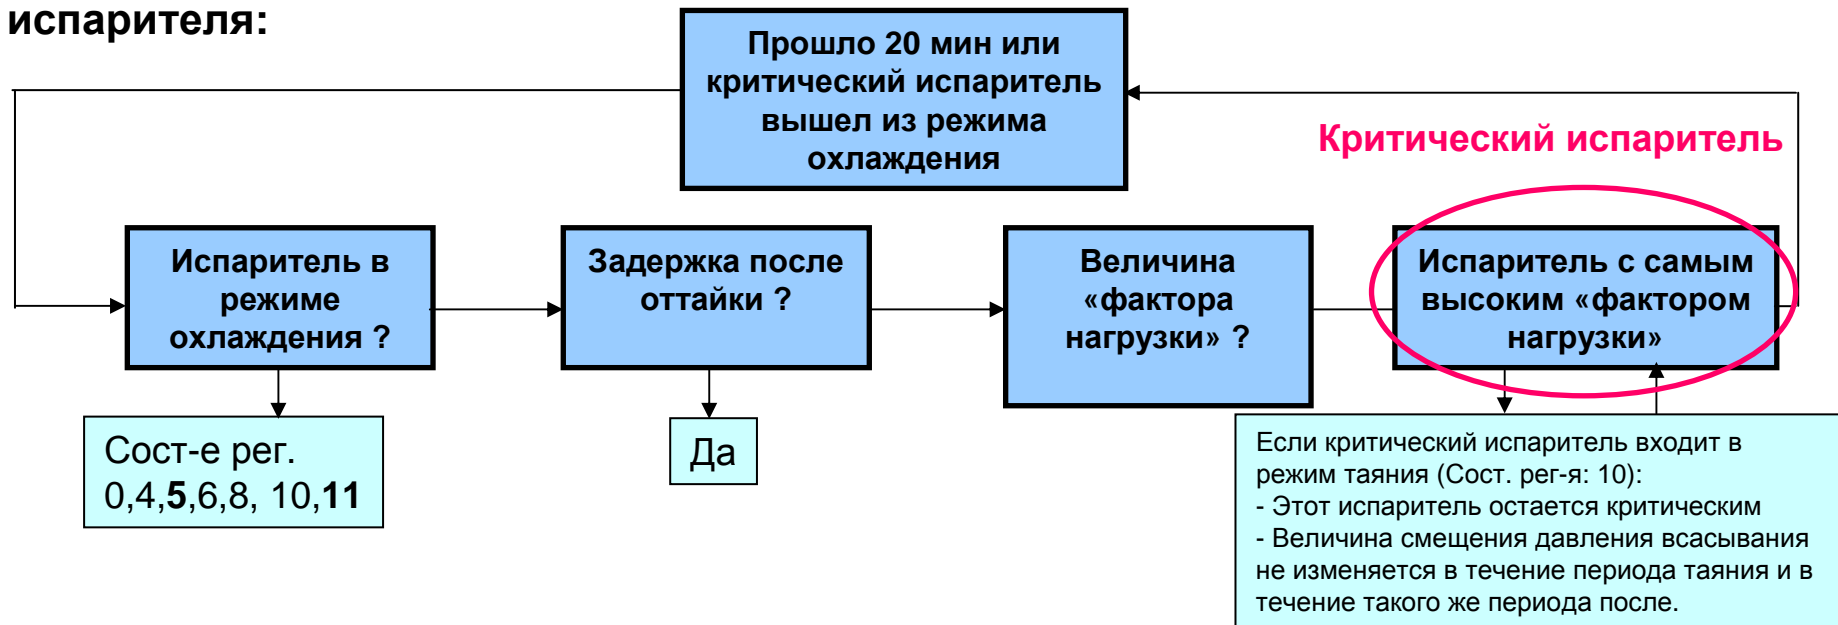 испарителя:
Прошло 20 мин или
критический испаритель
вышел из режима
охлаждения
Критический испаритель
Испаритель в
режиме
охлаждения ?
Задержка после
оттайки ?
Величина
«фактора
нагрузки» ?
Испаритель с самым
высоким «фактором
нагрузки»
Сост-е рег.
0,4,5,6,8, 10,11
Да
Если критический испаритель входит в
режим таяния (Сост. рег-я: 10):
- Этот испаритель остается критическим
- Величина смещения давления всасывания
не изменяется в течение периода таяния и в
течение такого же периода после.